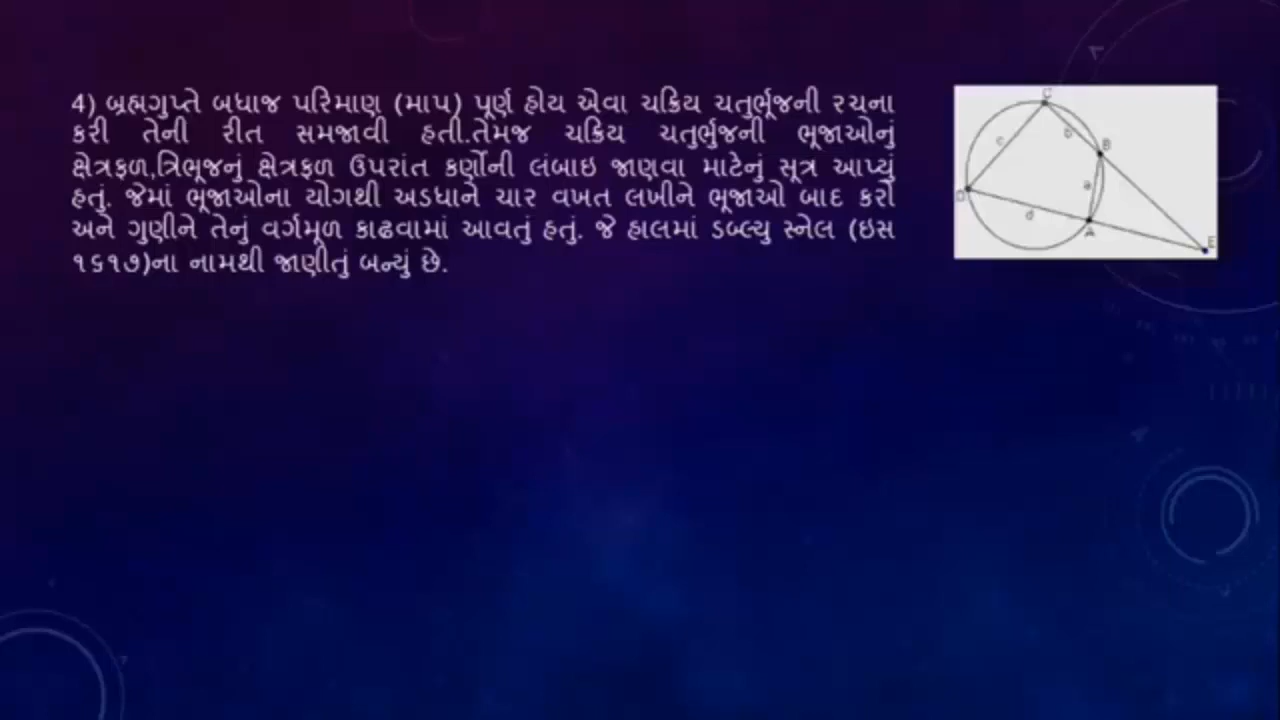 4) બ્રહ્મગુપ્તે બધાજ પરિમાણ (માપ) પૂર્ણ હોય એવા ચક્રિય ચતુર્ભૂજની રચના
કરી તેની રીત સમજાવી હતી.તેમજ ચક્રિય ચતુર્ભુજની ભૂજાઓનું
ક્ષેત્રફળ,ત્રિભૂજનું ક્ષેત્રફળ ઉપરાંત કર્ણોની લંબાઇ જાણવા માટેનું સૂત્ર આપ્યું
હતું. જેમાં ભૂજાઓના યોગથી અડધાને ચાર વખત લખીને ભૂજાઓ બાદ કરો
અને ગુણીને તેનું વર્ગમૂળ કાઢવામાં આવતું હતું. જે હાલમાં ડબ્લ્યુ સ્નેલ (ઇસ
૧૬૧૭)ના નામથી જાણીતું બન્યું છે.
C
b
B
c
a
D
d
A
E